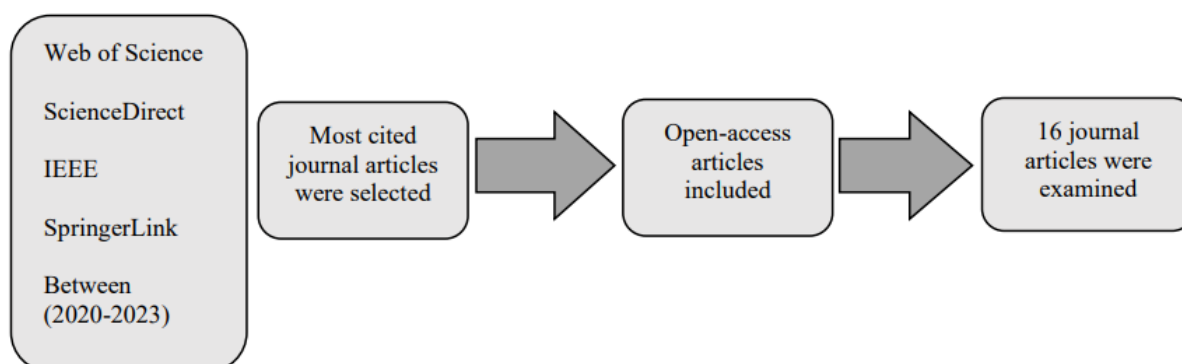 Web of Science
ScienceDirect
IEEE
SpringerLink
Between
(2020-2023)
Most cited
journal articles
were selected
Open-access
articles
included
16 journal
articles were
examined